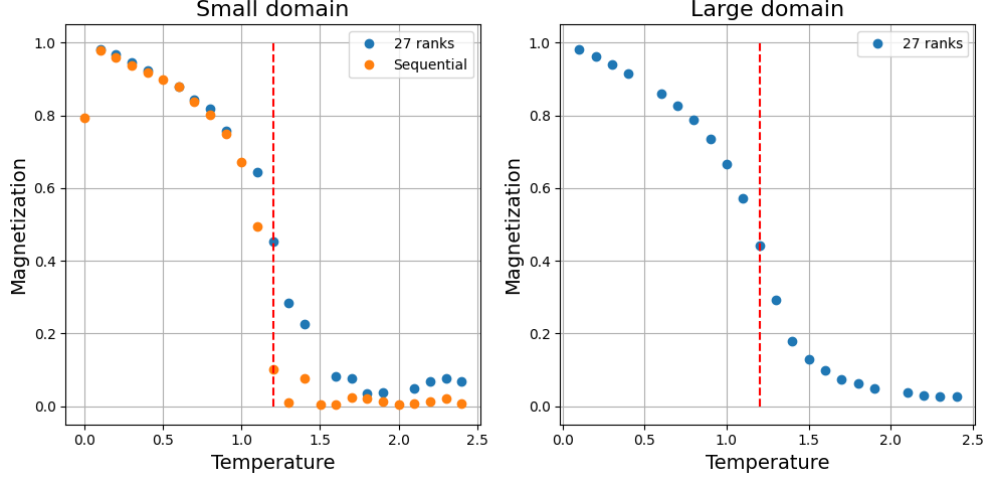 Small domain
Magnetization
1.0
0.8
0.6
0.4
0.2
0.0
27 ranks
Sequential
0.0 0.5 1.0 1.5 2.0 2.5
Temperature
Large domain
Magnetization
1.0
0.8
0.6
0.4
0.2
0.0
27 ranks
0.0 0.5 1.0 1.5 2.0 2.5
Temperature